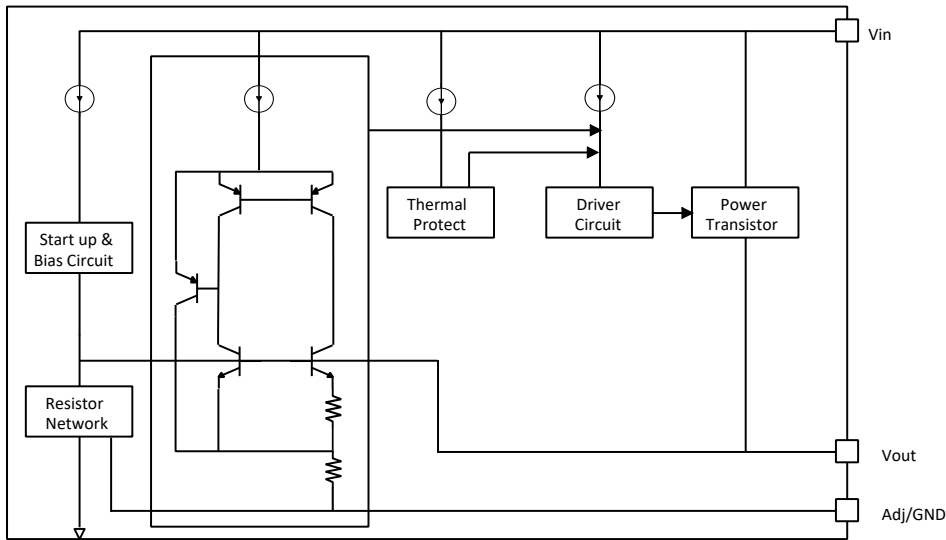 Vin
Thermal
Protect
Driver
Circuit
Power
Transistor
Start up &
Bias Circuit
Resistor
Network
Vout
Adj/GND